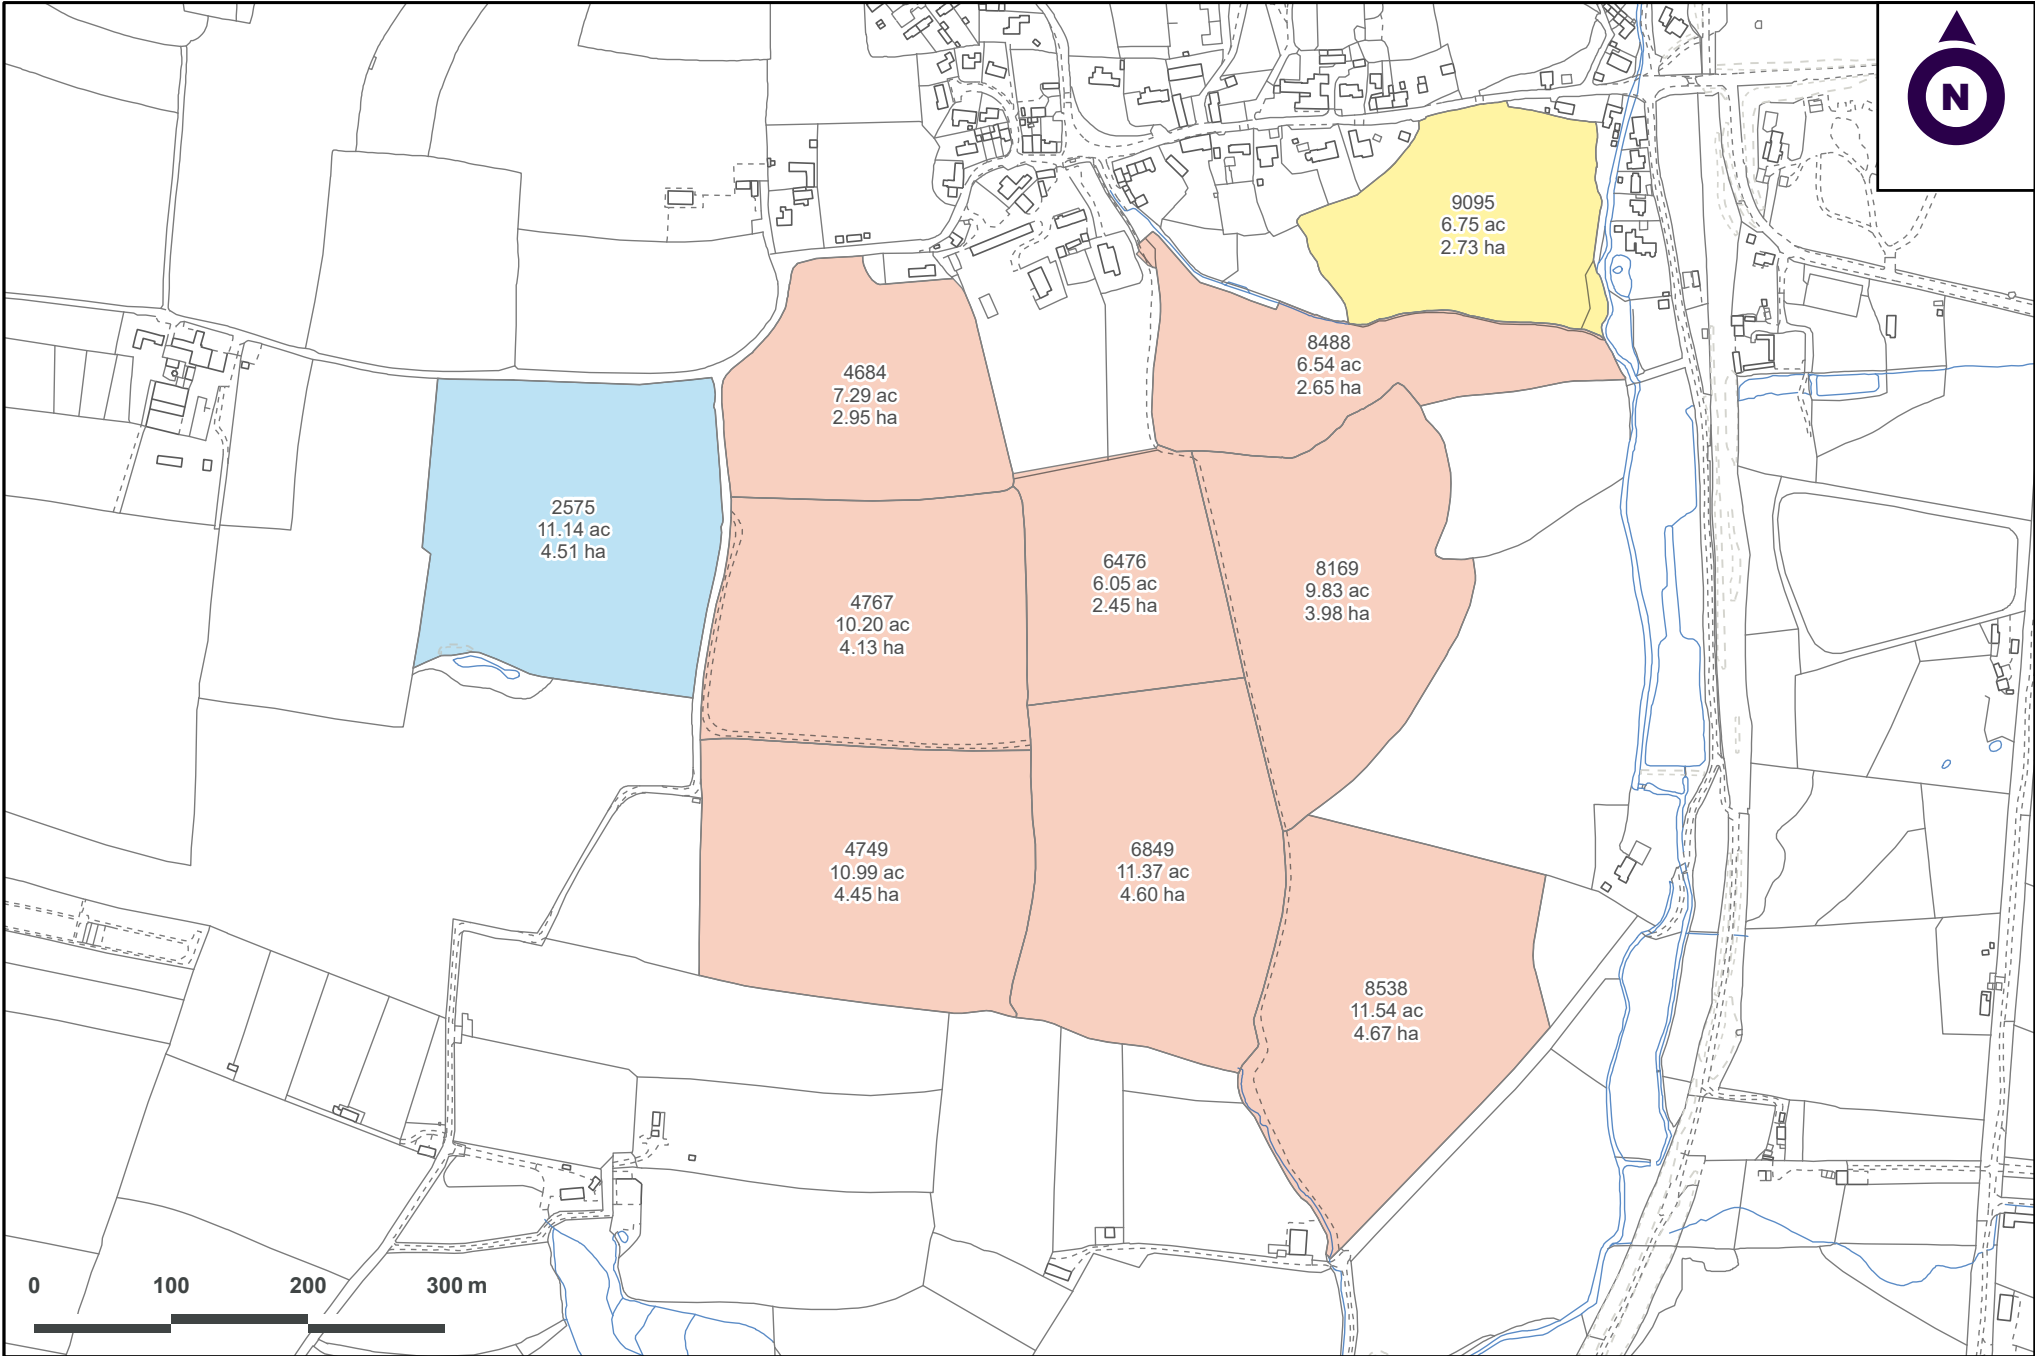 N
9095
6.75 ac
2.73 ha
8488
6.54 ac
2.65 ha
4684
7.29 ac
2.95 ha
2575
11.14 ac
4.51 ha
6476
6.05 ac
2.45 ha
8169
9.83 ac
3.98 ha
4767
10.20 ac
4.13 ha
4749
10.99 ac
4.45 ha
6849
11.37 ac
4.60 ha
8538
11.54 ac
4.67 ha
0 100 200 300 m